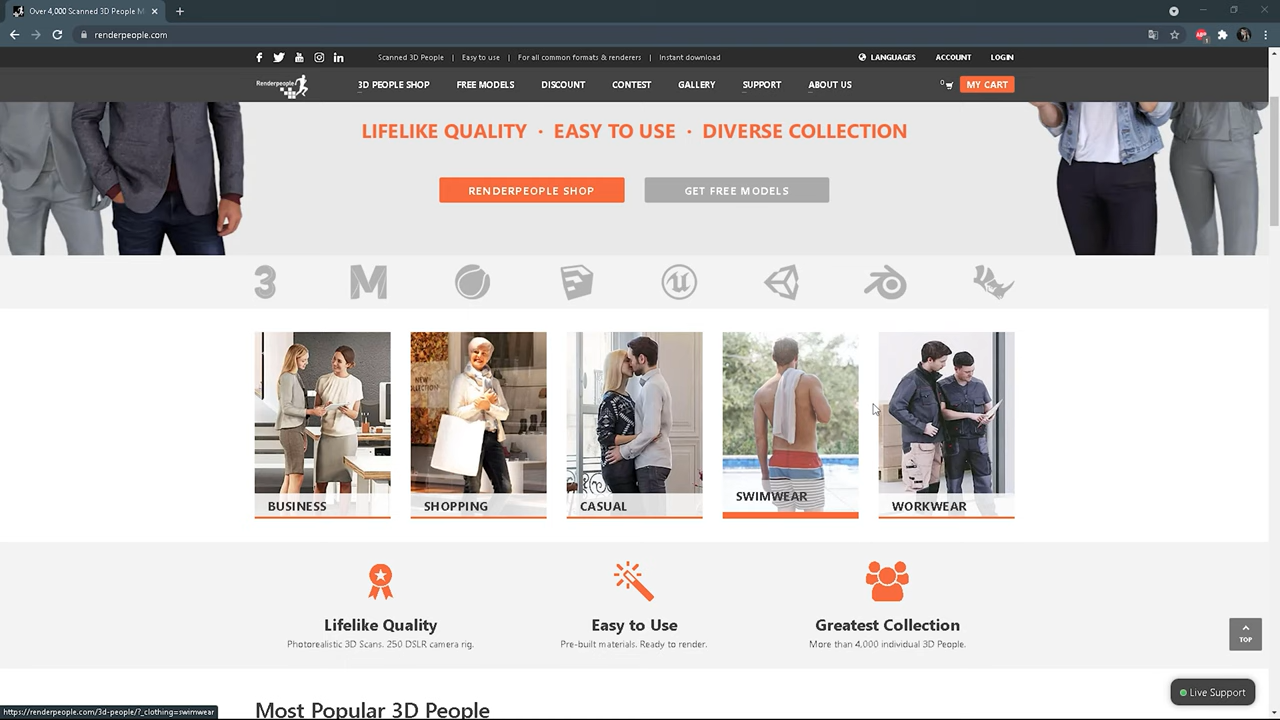 Over 4,000 Scanned 3D People M
renderpeople.com
Scanned 3D People | Easy to use | For all common formats & renderers | Instant download
LANGUAGES ACCOUNT LOGIN
Renderpeople
3D PEOPLE SHOP FREE MODELS DISCOUNT CONTEST GALLERY SUPPORT ABOUT US
0 MY CART
LIFELIKE QUALITY · EASY TO USE · DIVERSE COLLECTION
RENDERPEOPLE SHOP GET FREE MODELS
NEW
COLLECTION
BUSINESS SHOPPING CASUAL SWIMWEAR WORKWEAR
Lifelike Quality Easy to Use Greatest Collection
Photorealistic 3D Scans. 250 DSLR camera rig. Pre-built materials. Ready to render. More than 4,000 individual 3D People.
TOP
Live Support
Most Popular 3D People
https://renderpeople.com/3d-people/?_clothing=swimwear